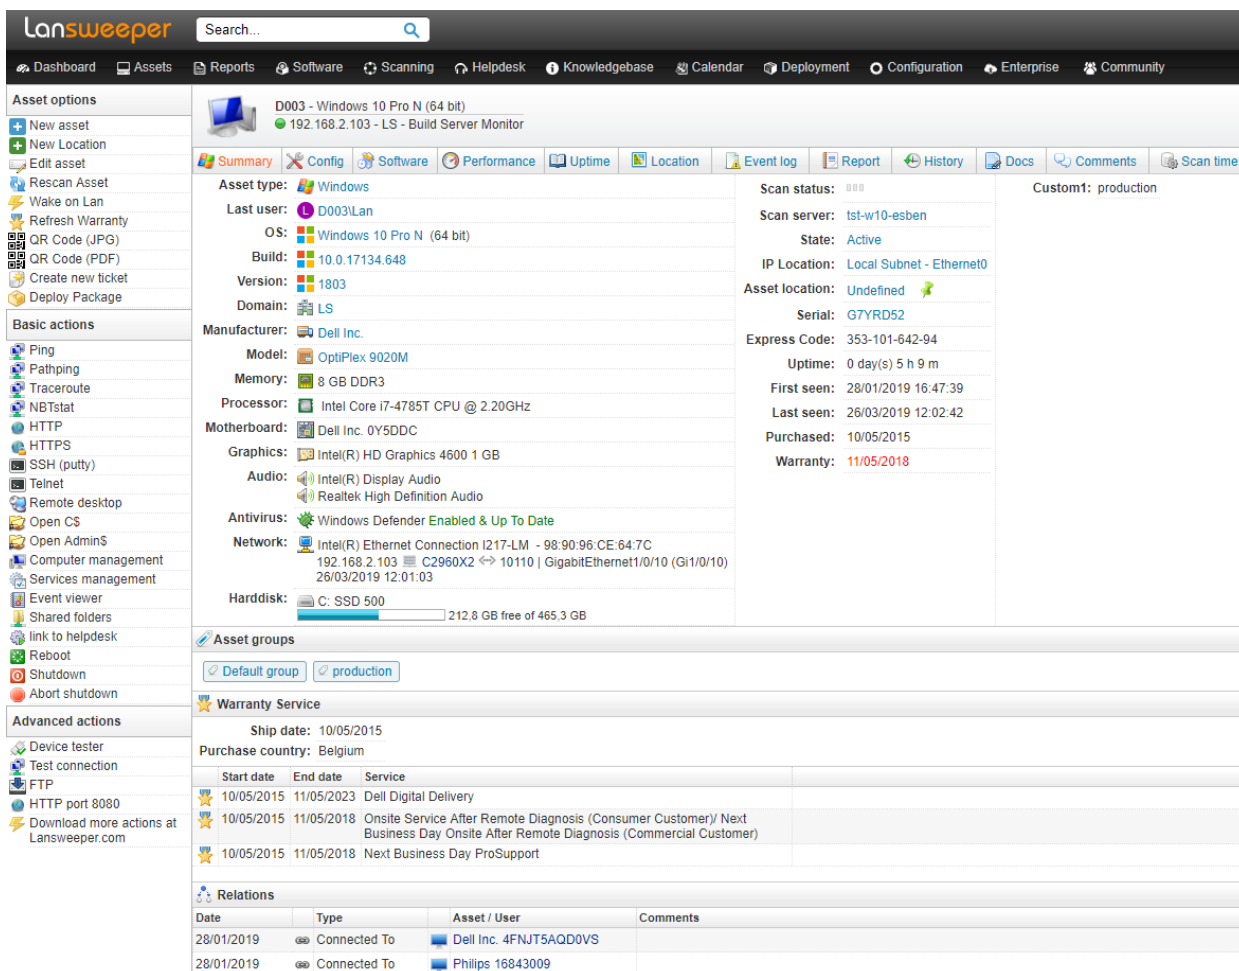 Lansweeper
Search...
Dashboard Assets Reports Software Scanning Helpdesk Knowledgebase Calendar Deployment Configuration Enterprise Community
Asset options
New asset
New Location
Edit asset
Rescan Asset
Wake on Lan
Refresh Warranty
QR Code (JPG)
QR Code (PDF)
Create new ticket
Deploy Package
Basic actions
Ping
Pathping
Traceroute
NBTstat
HTTP
HTTPS
SSH (putty)
Telnet
Remote desktop
Open C$
Open Admin$
Computer management
Services management
Event viewer
Shared folders
link to helpdesk
Reboot
Shutdown
Abort shutdown
Advanced actions
Device tester
Test connection
FTP
HTTP port 8080
Download more actions at
Lansweeper.com
D003 - Windows 10 Pro N (64 bit)
192.168.2.103 - LS - Build Server Monitor
Summary Config Software Performance Uptime Location Event log Report History Docs Comments Scan time
Asset type: Windows
Last user: L D003\Lan
OS: Windows 10 Pro N (64 bit)
Build: 10.0.17134.648
Version: 1803
Domain: LS
Manufacturer: Dell Inc.
Model: OptiPlex 9020M
Memory: 8 GB DDR3
Processor: Intel Core i7-4785T CPU @ 2.20GHz
Motherboard: Dell Inc. 0Y5DDC
Graphics: Intel(R) HD Graphics 4600 1 GB
Audio: Intel(R) Display Audio
Realtek High Definition Audio
Antivirus: Windows Defender Enabled & Up To Date
Network: Intel(R) Ethernet Connection I217-LM - 98:90:96:CE:64:7C
192.168.2.103 C2960X2 <-> 10110 | GigabitEthernet1/0/10 (Gi1/0/10)
26/03/2019 12:01:03
Harddisk: C: SSD 500
212,8 GB free of 465,3 GB
Scan status:
Scan server: tst-w10-esben
State: Active
IP Location: Local Subnet - Ethernet0
Asset location: Undefined
Serial: G7YRD52
Express Code: 353-101-642-94
Uptime: 0 day(s) 5 h 9 m
First seen: 28/01/2019 16:47:39
Last seen: 26/03/2019 12:02:42
Purchased: 10/05/2015
Warranty: 11/05/2018
Custom1: production
Asset groups
Default group production
Warranty Service
Ship date: 10/05/2015
Purchase country: Belgium
Start date End date Service
10/05/2015 11/05/2023 Dell Digital Delivery
10/05/2015 11/05/2018 Onsite Service After Remote Diagnosis (Consumer Customer)/ Next
Business Day Onsite After Remote Diagnosis (Commercial Customer)
10/05/2015 11/05/2018 Next Business Day ProSupport
Relations
Date Type Asset / User Comments
28/01/2019 Connected To Dell Inc. 4FNJT5AQD0VS
28/01/2019 Connected To Philips 16843009